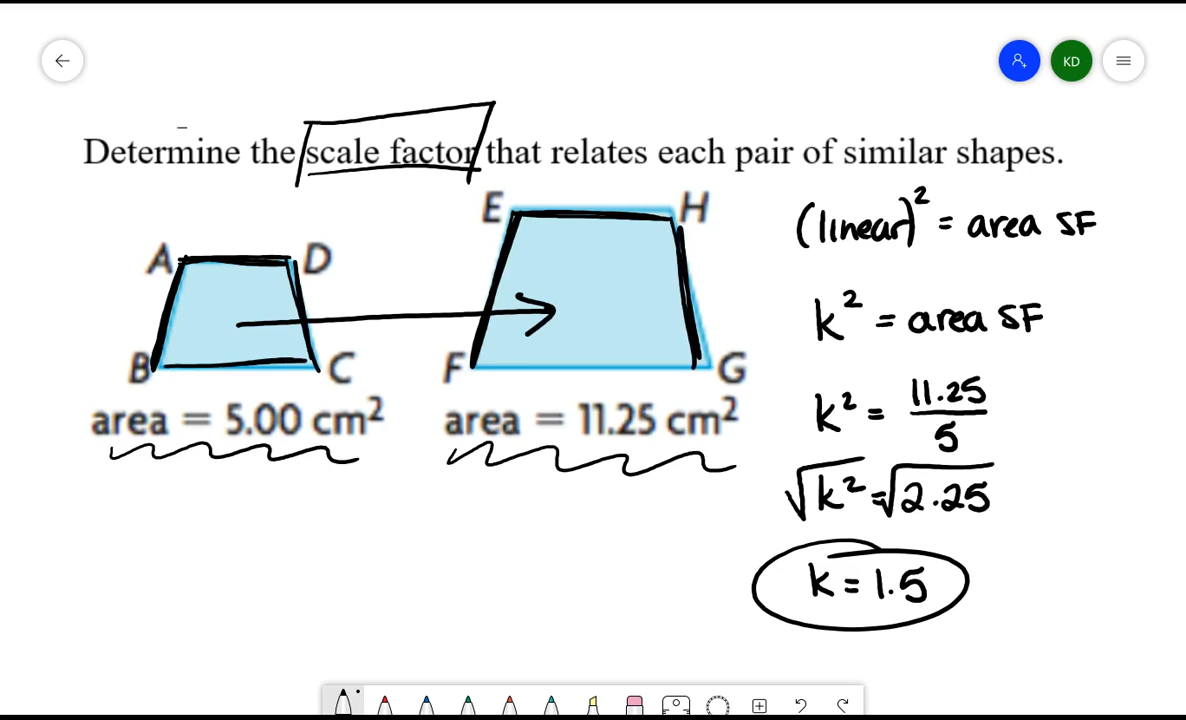 KD
Determine the scale factor that relates each pair of similar shapes.
A D
B C
area = 5.00 cm²
E H
F G
area = 11.25 cm²
(linear)² = area SF
k² = area SF
k² = 11.25/5
√k² = √2.25
k = 1.5